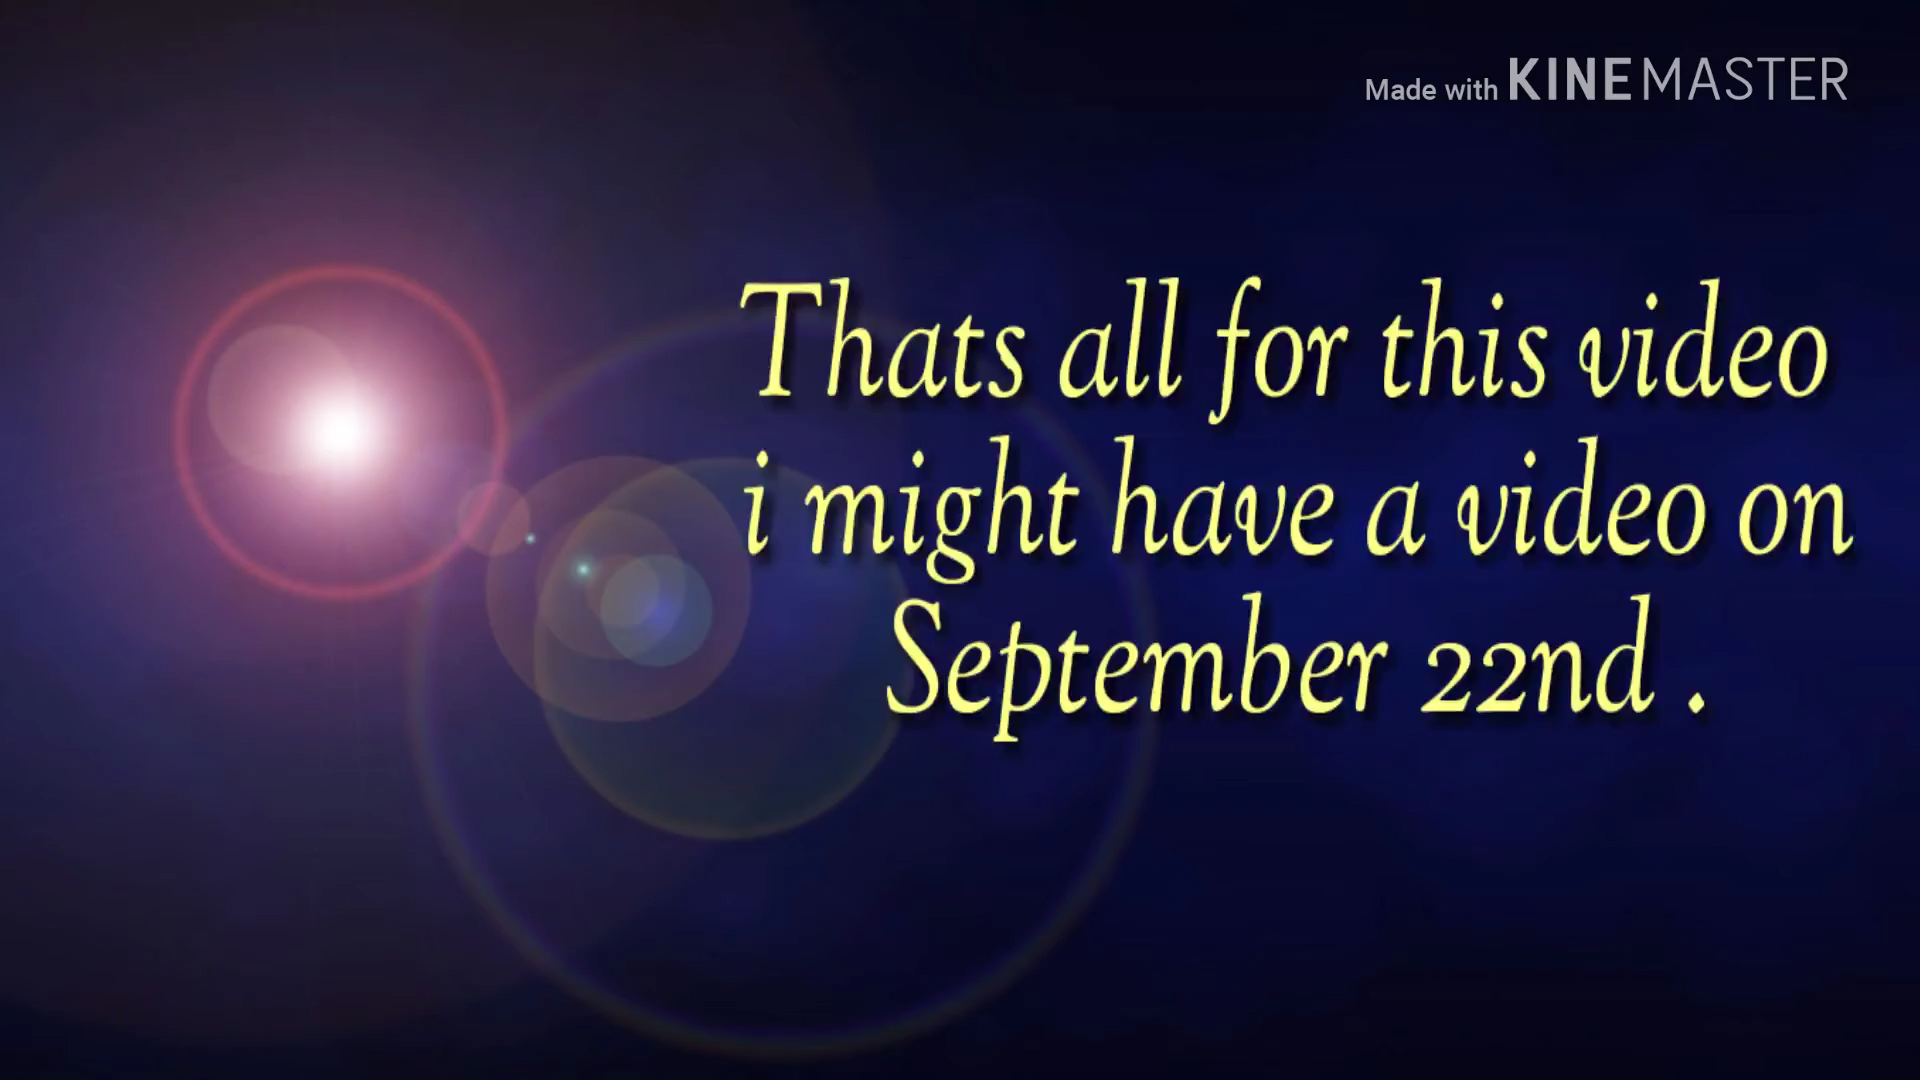 Made with KINEMASTER
Thats all for this video
i might have a video on
September 22nd .